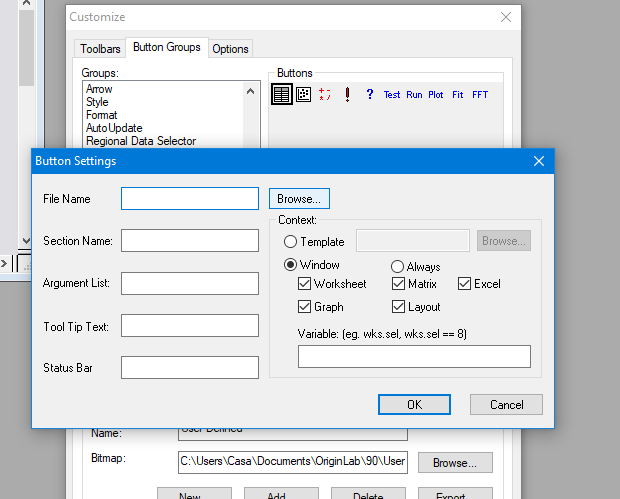 Customize
Toolbars Button Groups Options
Groups: Buttons
Arrow
Style
Format
AutoUpdate
Regional Data Selector
? Test Run Plot Fit FFT
Button Settings
File Name Browse...
Context:
Section Name: Template Browse...
Window Always
Argument List: Worksheet Matrix Excel
Graph Layout
Tool Tip Text: Variable: (eg. wks.sel, wks.sel == 8)
Status Bar
OK Cancel
Name: User Defined
Bitmap: C:\Users\Casa\Documents\OriginLab\90\User Browse...
New Add... Delete Export...